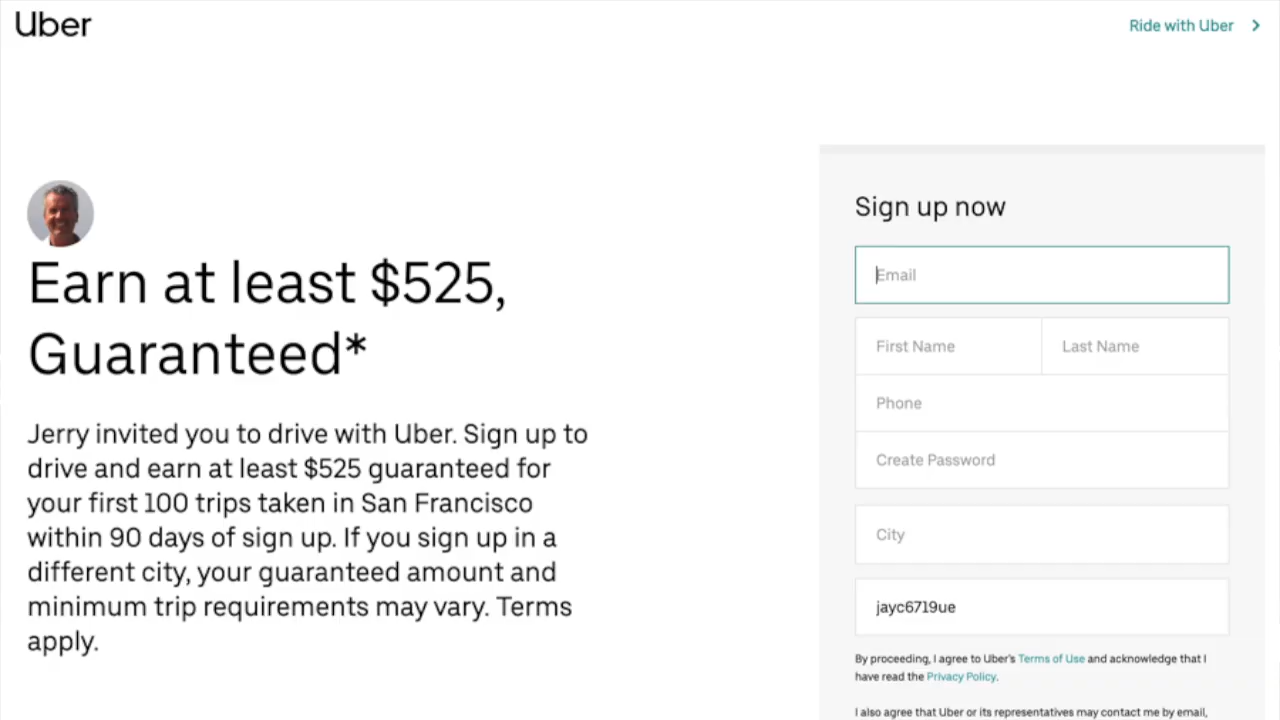 Uber
Ride with Uber
Earn at least $525,
Guaranteed*
Jerry invited you to drive with Uber. Sign up to
drive and earn at least $525 guaranteed for
your first 100 trips taken in San Francisco
within 90 days of sign up. If you sign up in a
different city, your guaranteed amount and
minimum trip requirements may vary. Terms
apply.
Sign up now
Email
First Name
Last Name
Phone
Create Password
City
jayc6719ue
By proceeding, I agree to Uber's Terms of Use and acknowledge that I
have read the Privacy Policy.
I also agree that Uber or its representatives may contact me by email,